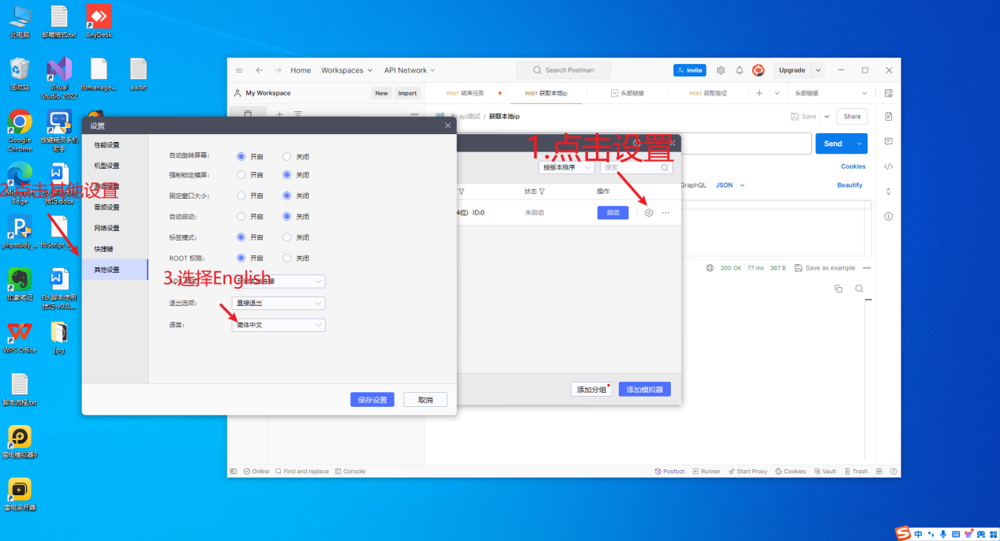 此电脑
邮箱格式.txt
AnyDesk
回收站
Visual
Studio 2022
fbmanage...
aa.txt
Google
Chrome
按键精灵手机
助手
Microsoft
Edge
技巧.docx
phpstudy_...
印象笔记
fb 脚本使用
技巧-v0.0....
WPS Office
jpg
脚本流程.txt
雷电模拟器9
雷电多开器
Home
Workspaces
API Network
Search Postman
Invite
Upgrade
My Workspace
New
Import
POST 结束任务
POST 获取本地ip
头部链接
POST 获取验证
头部链接
fb api测试 / 获取本地ip
Save
Share
Send
Cookies
GraphQL
JSON
Beautify
200 OK
77 ms
367 B
Save as example
设置
性能设置
机型设置
音频设置
网络设置
快捷键
其他设置
自动旋转屏幕:
开启
关闭
强制锁定横屏:
开启
关闭
固定窗口大小:
开启
关闭
自动启动:
开启
关闭
标签模式:
开启
关闭
ROOT 权限:
开启
关闭
退出选项:
直接退出
语言:
简体中文
保存设置
取消
按版本排序
搜索
状态
操作
4位) ID:0
未启动
启动
添加分组
添加模拟器
1.点击设置
2.点击其他设置
3.选择English
Online
Find and replace
Console
Postbot
Runner
Start Proxy
Cookies
Vault
Trash
中